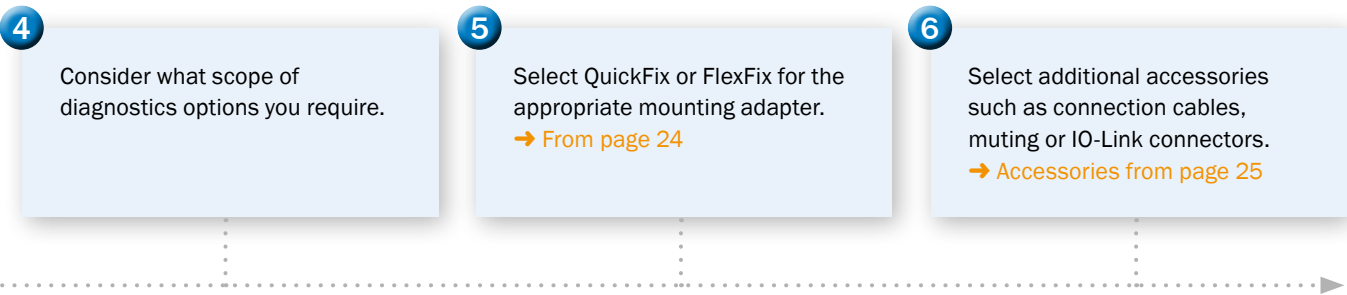 4
Consider what scope of
diagnostics options you require.
5
Select QuickFix or FlexFix for the
appropriate mounting adapter.
➜ From page 24
6
Select additional accessories
such as connection cables,
muting or IO-Link connectors.
➜ Accessories from page 25